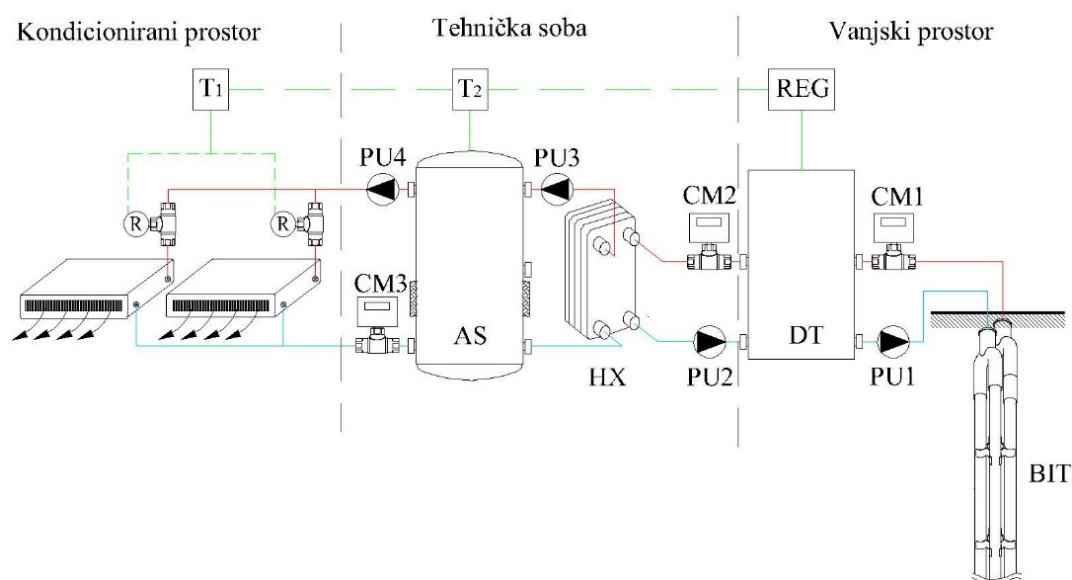 Kondicionirani prostor
Tehnička soba
Vanjski prostor
T1
T2
REG
PU4
PU3
CM2
CM1
R
R
CM3
AS
HX
PU2
DT
PU1
BIT